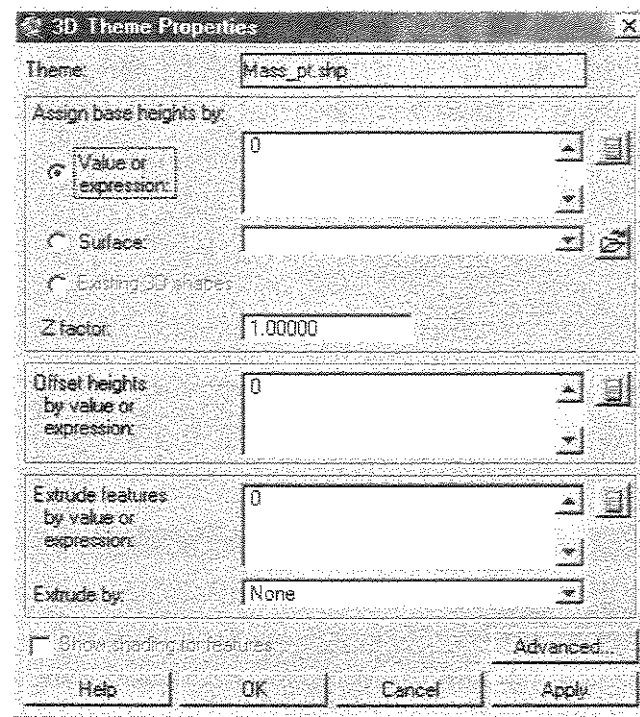 3D Theme Properties
Theme: Mass_pt.shp
Assign base heights by:
Value or
expression: 0
Surface:
Existing 3D shapes
Z factor: 1.00000
Offset heights
by value or
expression: 0
Extrude features
by value or
expression: 0
Extrude by: None
Show shading for features
Advanced...
Help OK Cancel Apply